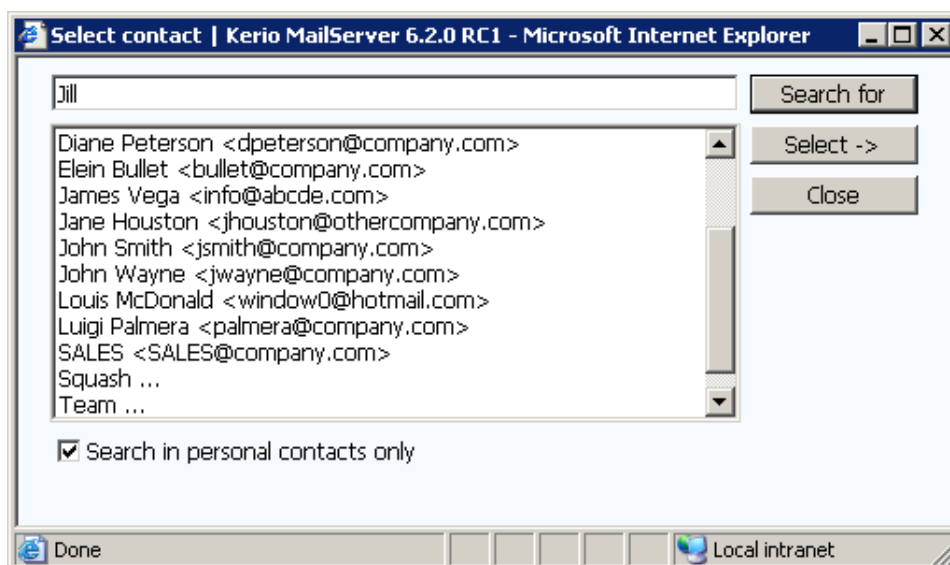 Select contact | Kerio MailServer 6.2.0 RC1 - Microsoft Internet Explorer
Jill
Search for
Diane Peterson <dpeterson@company.com>
Elein Bullet <bullet@company.com>
James Vega <info@abcde.com>
Jane Houston <jhouston@othercompany.com>
John Smith <jsmith@company.com>
John Wayne <jwayne@company.com>
Louis McDonald <window0@hotmail.com>
Luigi Palmera <palmera@company.com>
SALES <SALES@company.com>
Squash ...
Team ...
Select ->
Close
Search in personal contacts only
Done
Local intranet